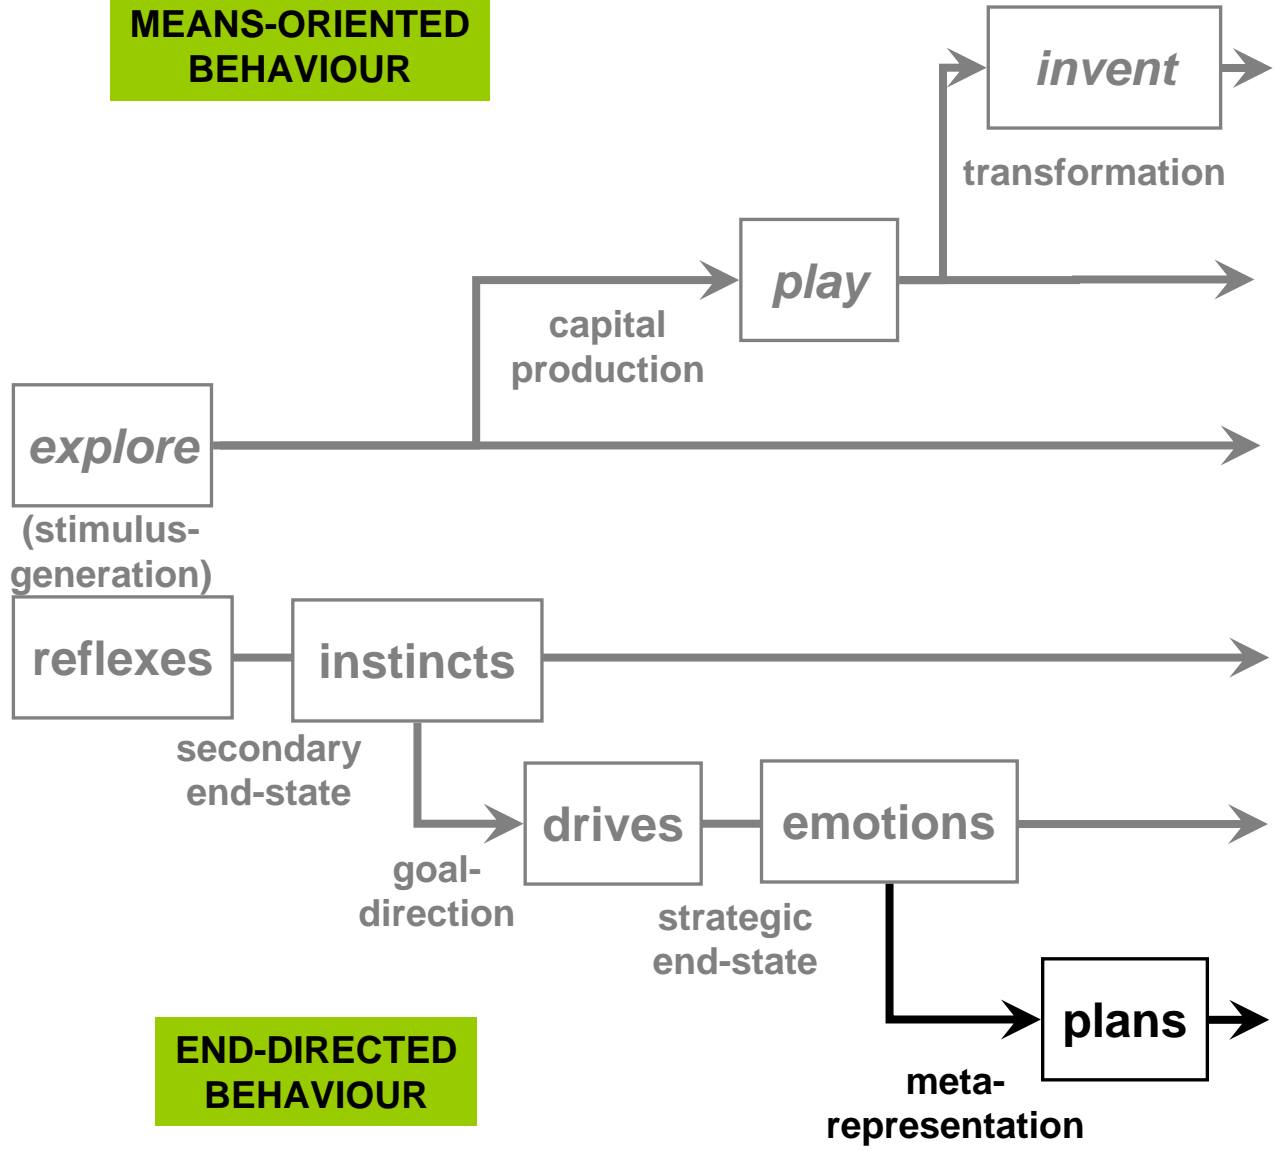 MEANS-ORIENTED
BEHAVIOUR
invent
transformation
play
capital
production
explore
(stimulus-
generation)
reflexes
instincts
secondary
end-state
drives
emotions
goal-
direction
strategic
end-state
plans
END-DIRECTED
BEHAVIOUR
meta-
representation